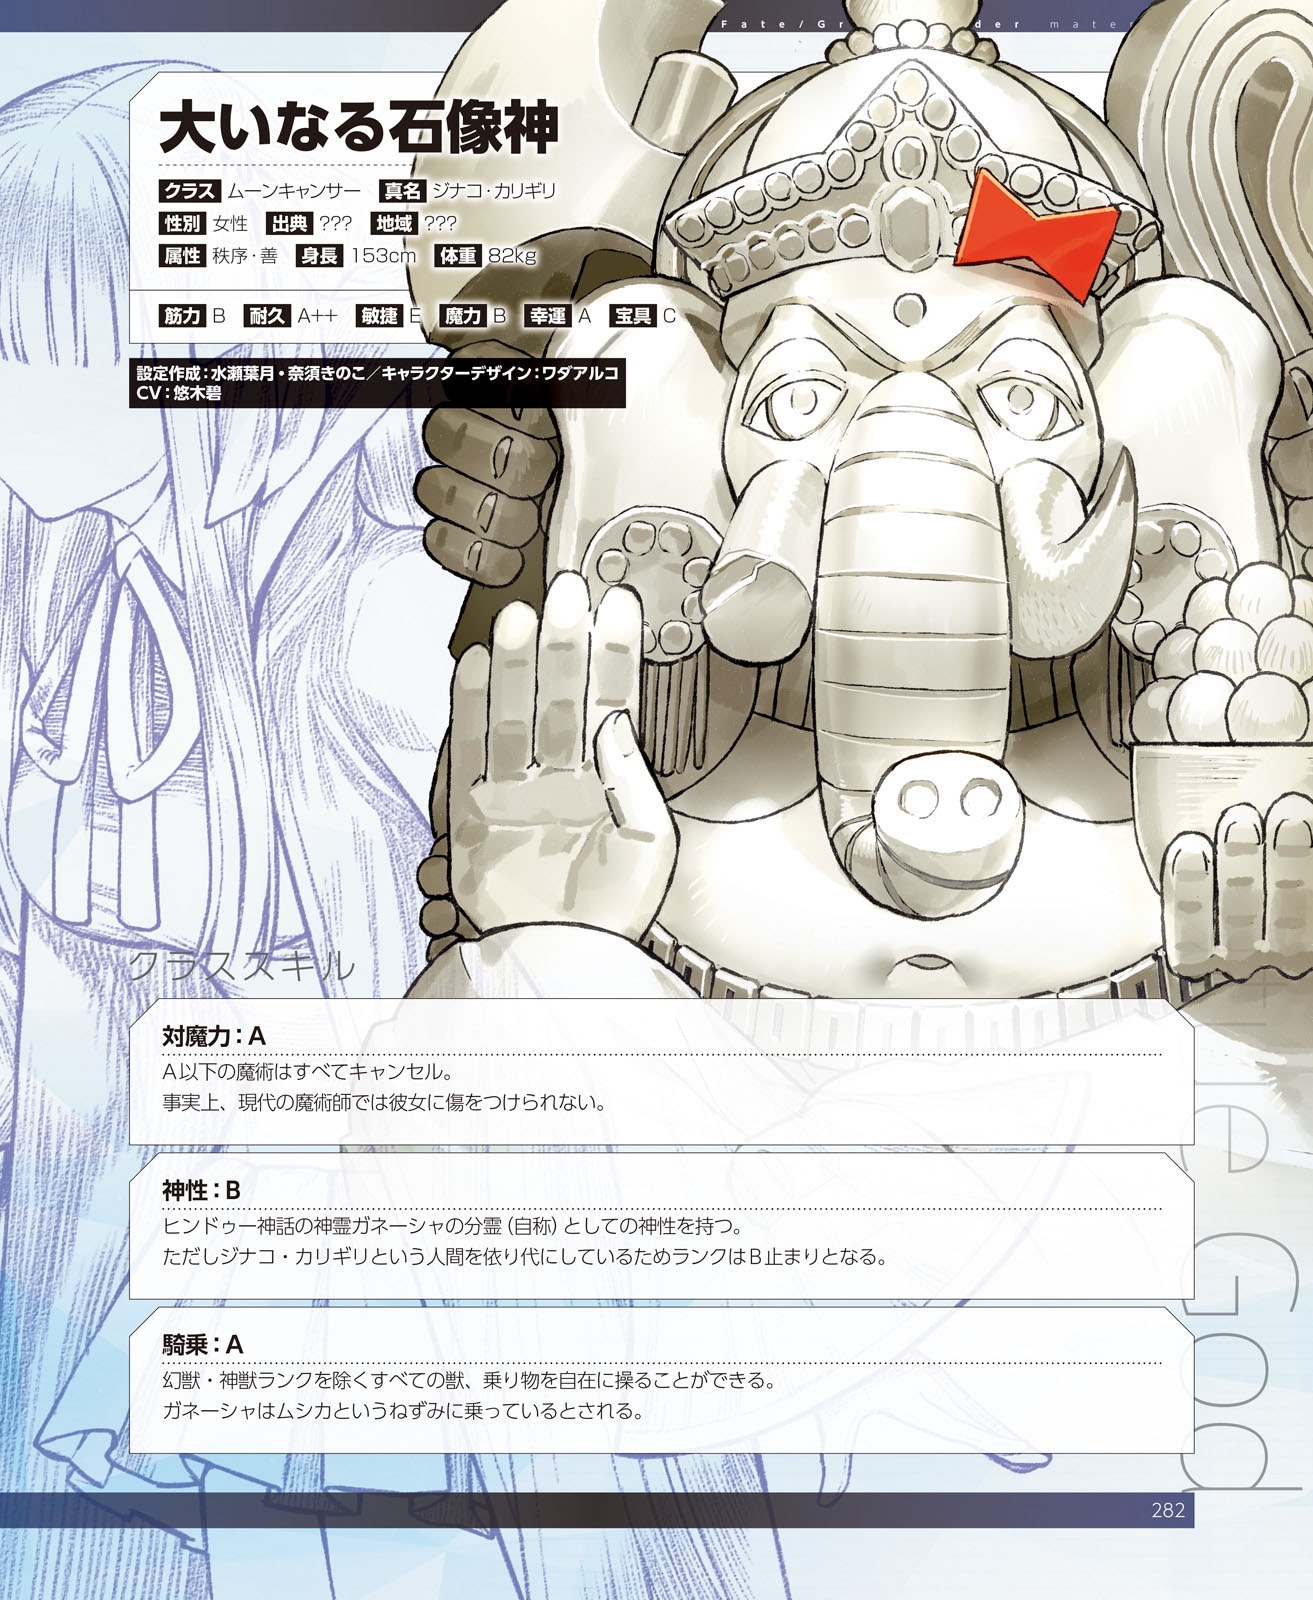 大いなる石像神
クラス ムーンキャンサー 真名 ジナコ・カリギリ
性別 女性 出典 ??? 地域 ???
属性 秩序・善 身長 153cm 体重 82kg
筋力 B 耐久 A++ 敏捷 E 魔力 B 幸運 A 宝具 C
設定作成：水瀬葉月・奈須きのこ／キャラクターデザイン：ワダアルコ
CV：悠木碧
クラススキル
対魔力：A
A以下の魔術はすべてキャンセル。
事実上、現代の魔術師では彼女に傷をつけられない。
神性：B
ヒンドゥー神話の神霊ガネーシャの分霊（自称）としての神性を持つ。
ただしジナコ・カリギリという人間を依り代にしているためランクはB止まりとなる。
騎乗：A
幻獣・神獣ランクを除くすべての獣、乗り物を自在に操ることができる。
ガネーシャはムシカというねずみに乗っているとされる。
God
282